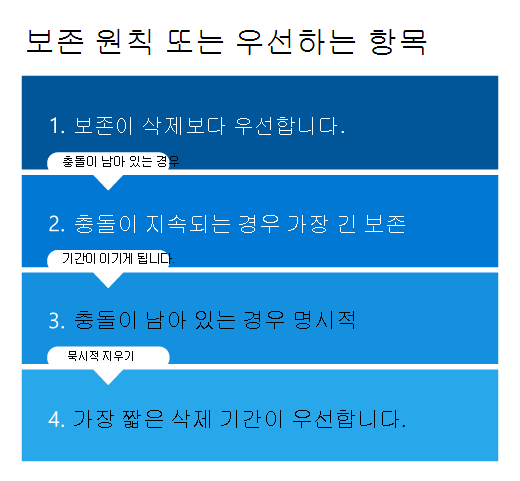 보존 원칙 또는 우선하는 항목
1. 보존이 삭제보다 우선합니다.
충돌이 남아 있는 경우
2. 충돌이 지속되는 경우 가장 긴 보존
기간이 이기게 됩니다.
3. 충돌이 남아 있는 경우 명시적
묵시적 지우기
4. 가장 짧은 삭제 기간이 우선합니다.